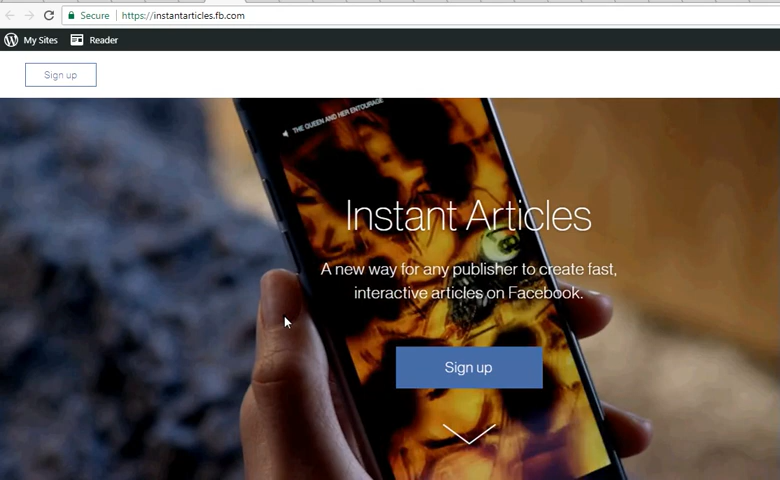 Secure https://instantarticles.fb.com
My Sites Reader
Sign up
THE QUEEN AND HER ENTOURAGE
Instant Articles
A new way for any publisher to create fast,
interactive articles on Facebook.
Sign up